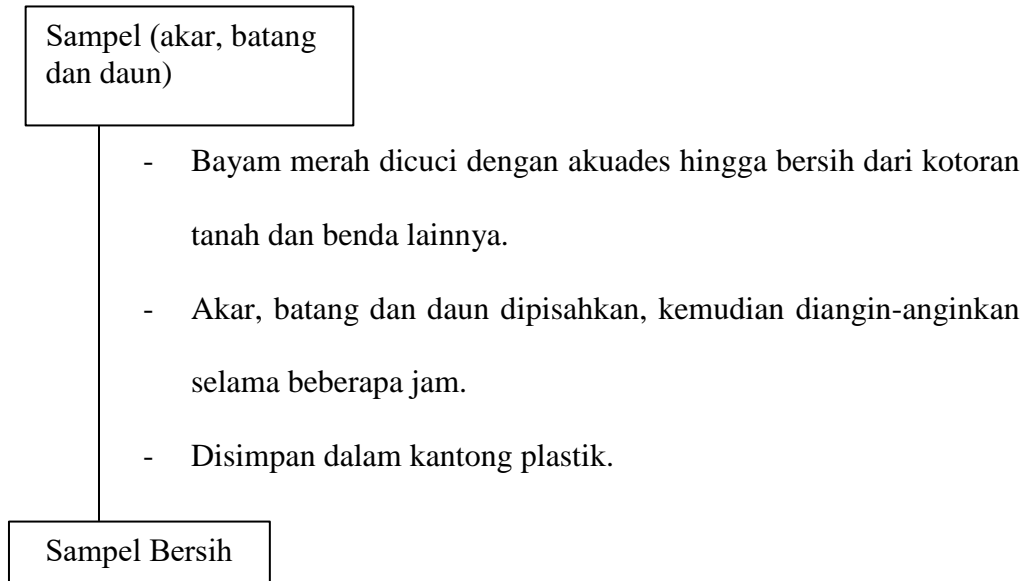 Sampel (akar, batang
dan daun)
- Bayam merah dicuci dengan akuades hingga bersih dari kotoran
tanah dan benda lainnya.
- Akar, batang dan daun dipisahkan, kemudian diangin-anginkan
selama beberapa jam.
- Disimpan dalam kantong plastik.
Sampel Bersih